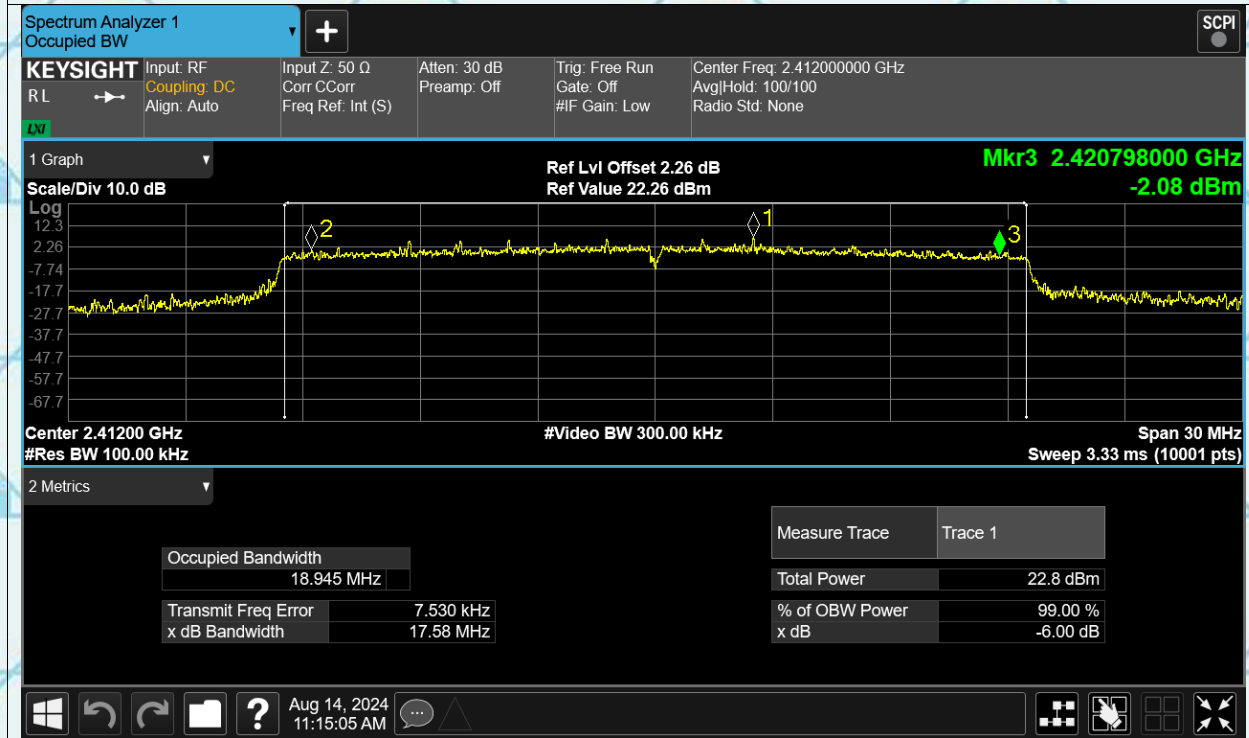 Spectrum Analyzer 1
Occupied BW
+
SCPI
KEYSIGHT
RL
LXI
Input: RF
Coupling: DC
Align: Auto
Input Z: 50 Ω
Corr CCorr
Freq Ref: Int (S)
Atten: 30 dB
Preamp: Off
Trig: Free Run
Gate: Off
#IF Gain: Low
Center Freq: 2.412000000 GHz
Avg|Hold: 100/100
Radio Std: None
1 Graph
Ref Lvl Offset 2.26 dB
Mkr3 2.420798000 GHz
Scale/Div 10.0 dB
Ref Value 22.26 dBm
-2.08 dBm
Log
12.3
2.26
-7.74
-17.7
-27.7
-37.7
-47.7
-57.7
-67.7
2
1
3
Center 2.41200 GHz
#Video BW 300.00 kHz
Span 30 MHz
#Res BW 100.00 kHz
Sweep 3.33 ms (10001 pts)
2 Metrics
Occupied Bandwidth
18.945 MHz
Transmit Freq Error 7.530 kHz
x dB Bandwidth 17.58 MHz
Measure Trace Trace 1
Total Power 22.8 dBm
% of OBW Power 99.00 %
x dB -6.00 dB
?
Aug 14, 2024
11:15:05 AM